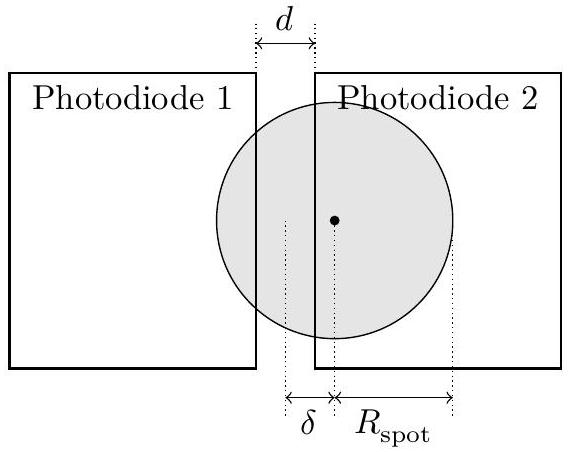 d
Photodiode 1
Photodiode 2
δ
R_spot